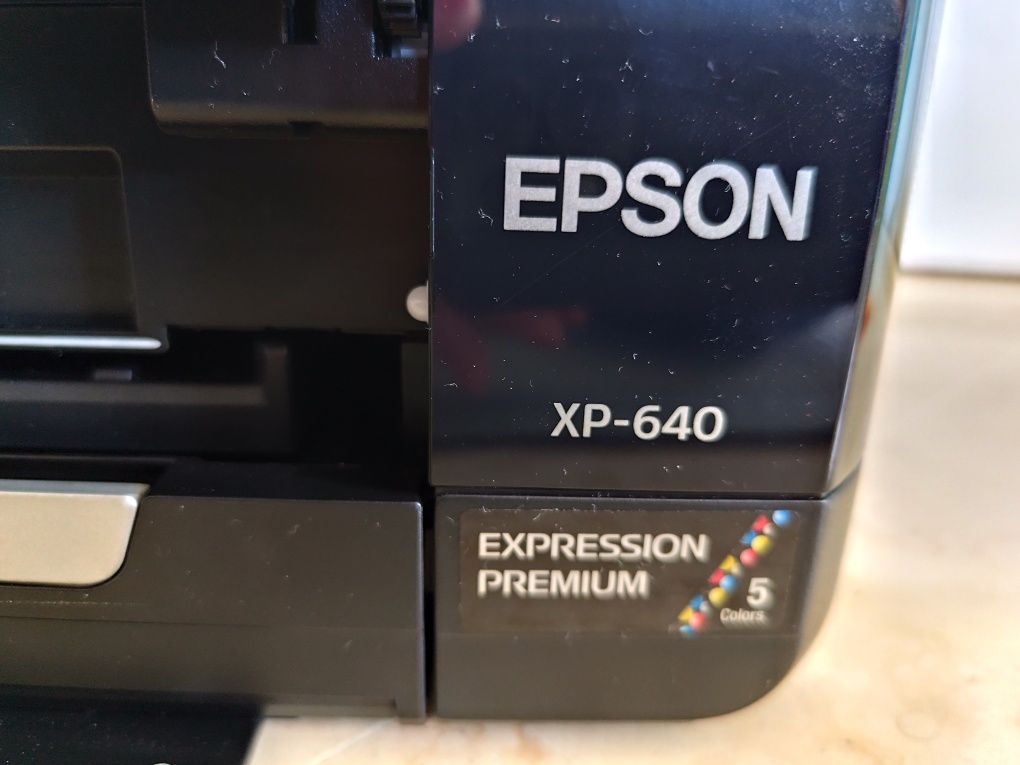 EPSON
XP-640
EXPRESSION
PREMIUM
5
Colors